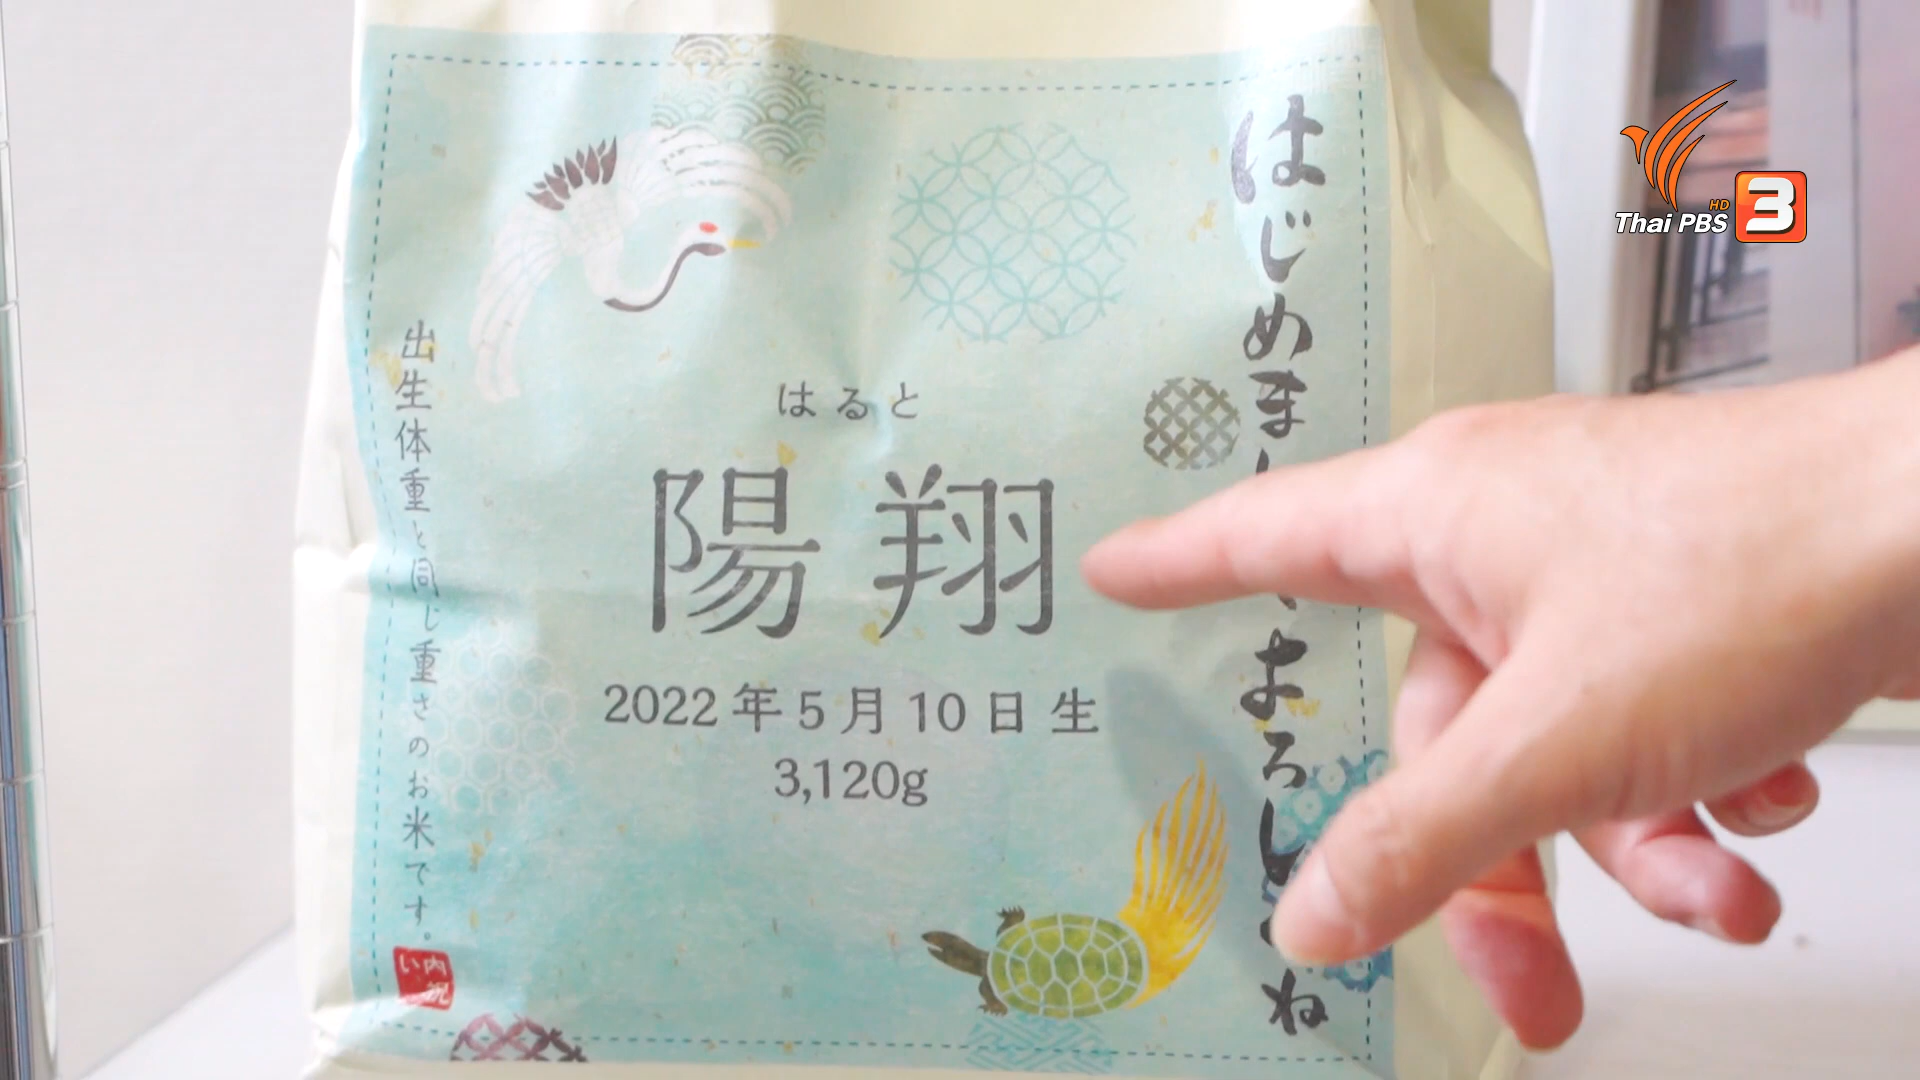 はじめまして よろしくね
はると
陽翔
2022年5月10日生
3,120g
出生体重と同じ重さのお米です。
内祝い
HD
Thai PBS 3